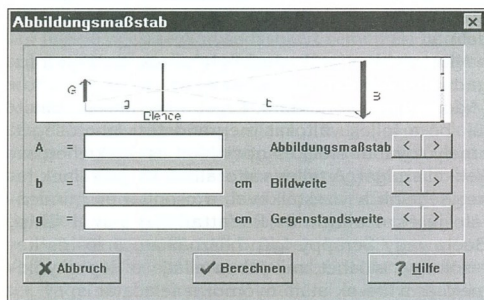 Abbildungsmaßstab
G
g
b
B
Blende
A = Abbildungsmaßstab < >
b = cm Bildweite < >
g = cm Gegenstandsweite < >
Abbruch Berechnen ? Hilfe